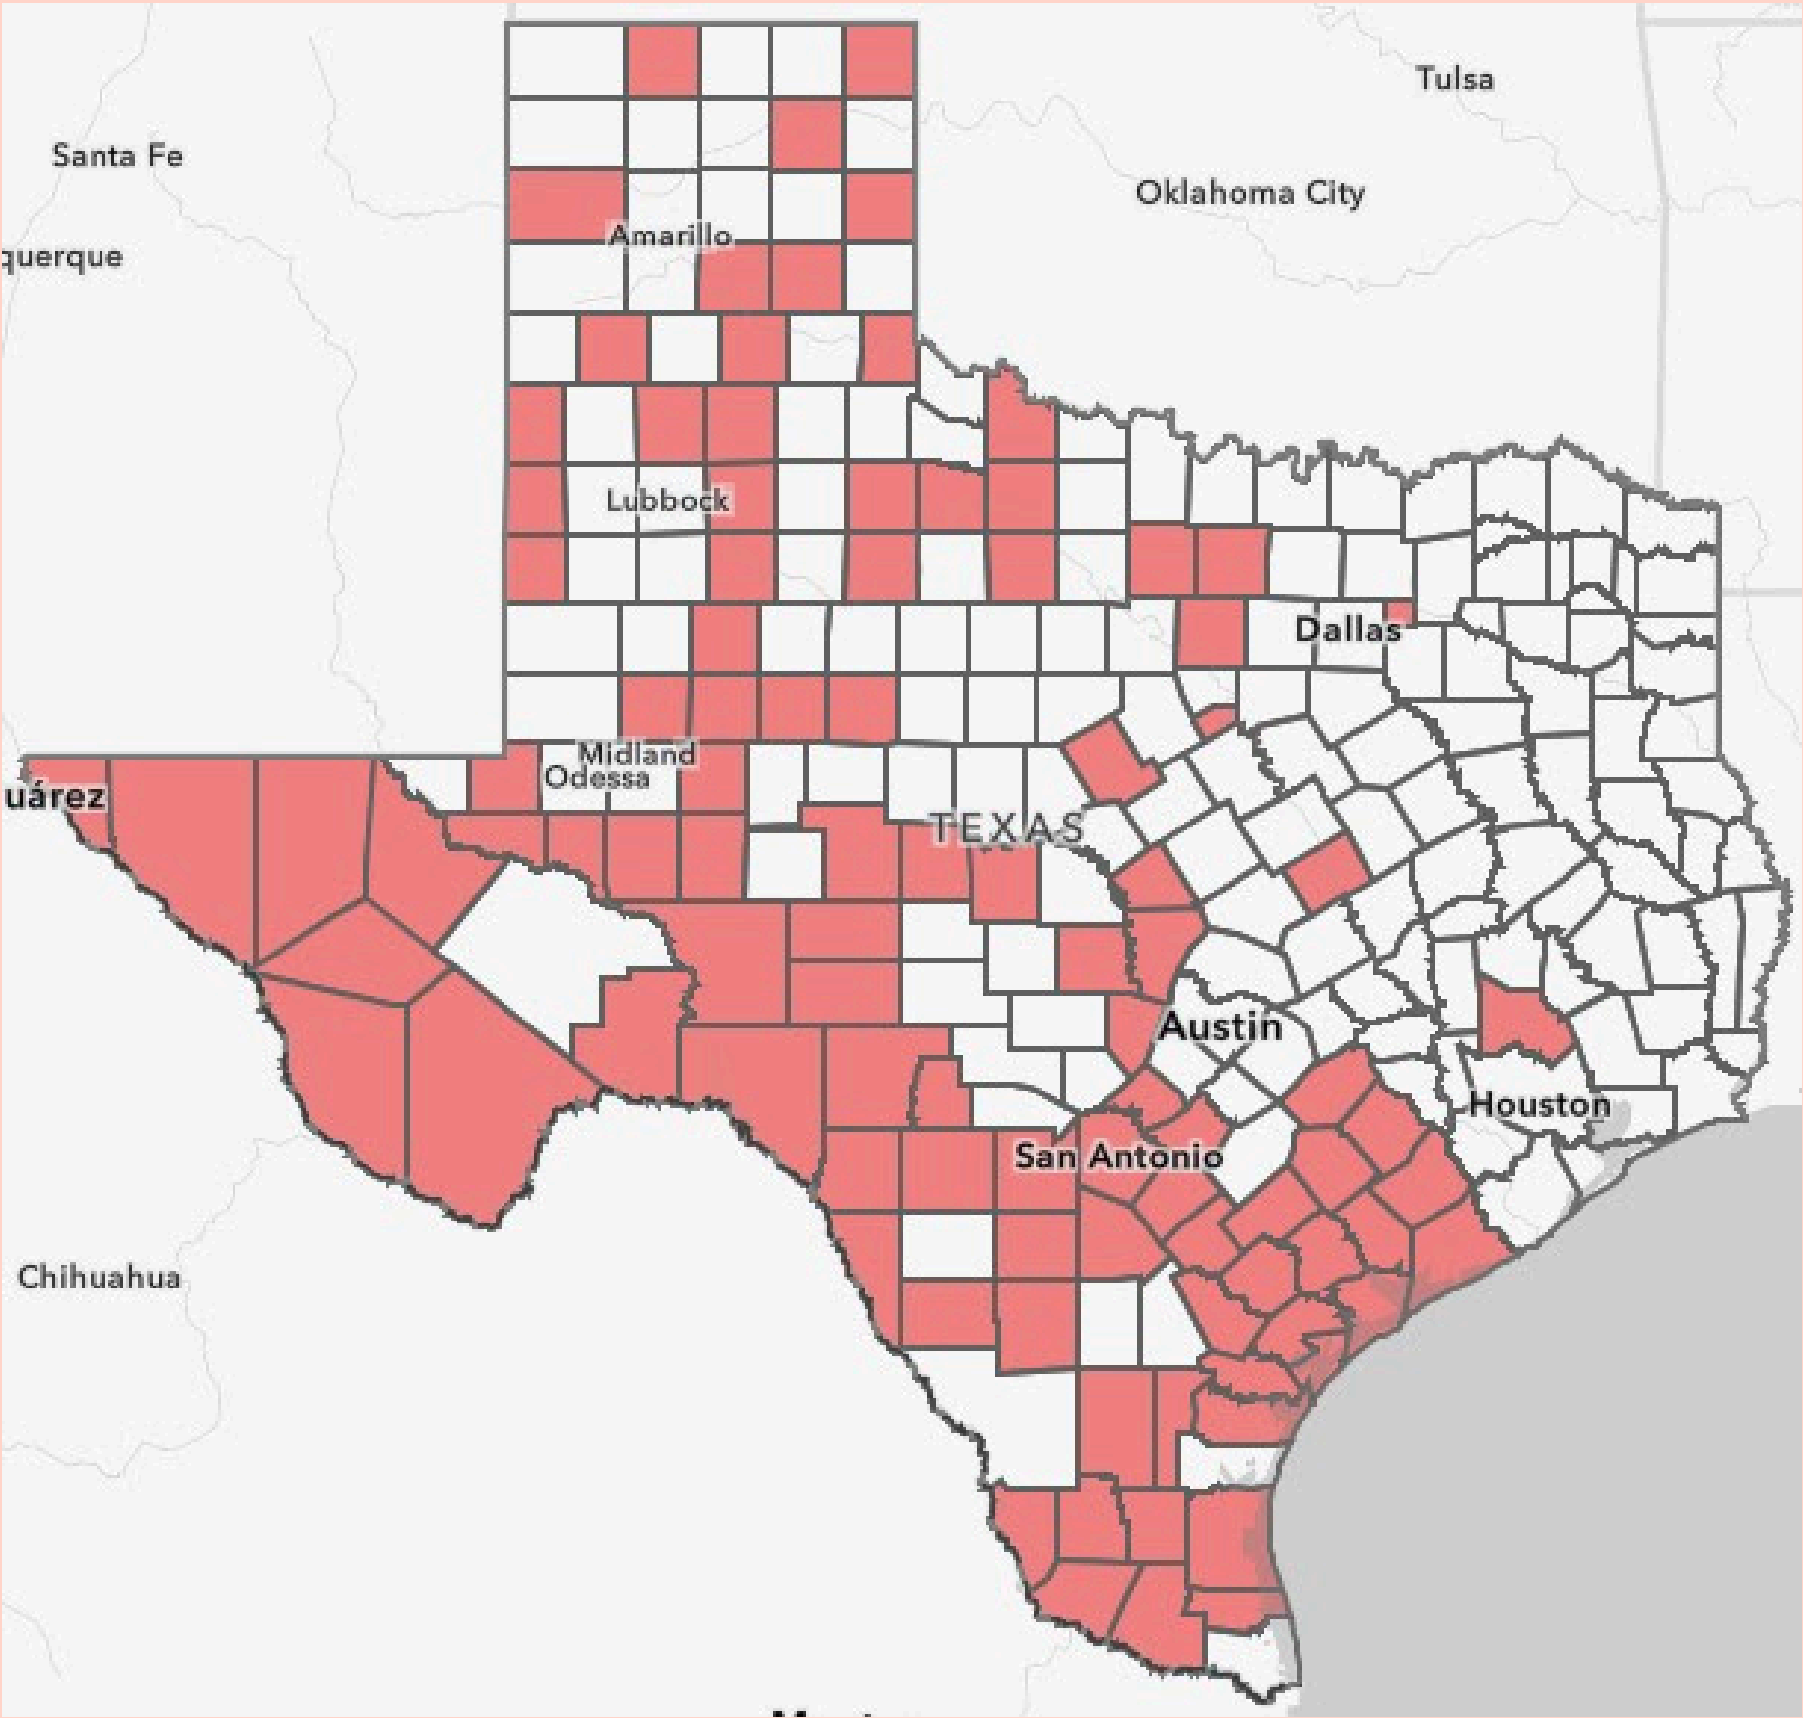 Tulsa
Santa Fe
Oklahoma City
Amarillo
querque
Lubbock
Dallas
Midland
Odessa
uárez
TEXAS
Austin
Houston
San Antonio
Chihuahua